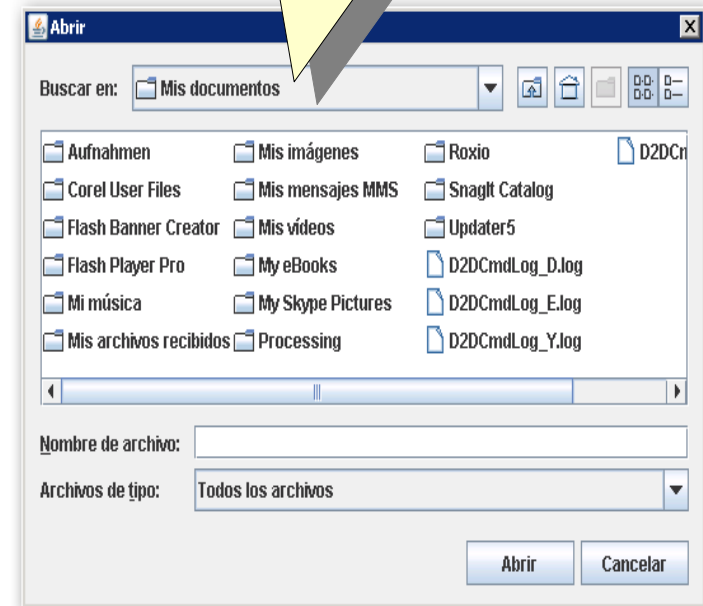 Abrir
Buscar en: Mis documentos
Aufnahmen Mis imágenes Roxio
Corel User Files Mis mensajes MMS SnagIt Catalog
Flash Banner Creator Mis vídeos Updater5
Flash Player Pro My eBooks D2DCmdLog_D.log
Mi música My Skype Pictures D2DCmdLog_E.log
Mis archivos recibidos Processing D2DCmdLog_Y.log
Nombre de archivo:
Archivos de tipo: Todos los archivos
Abrir Cancelar